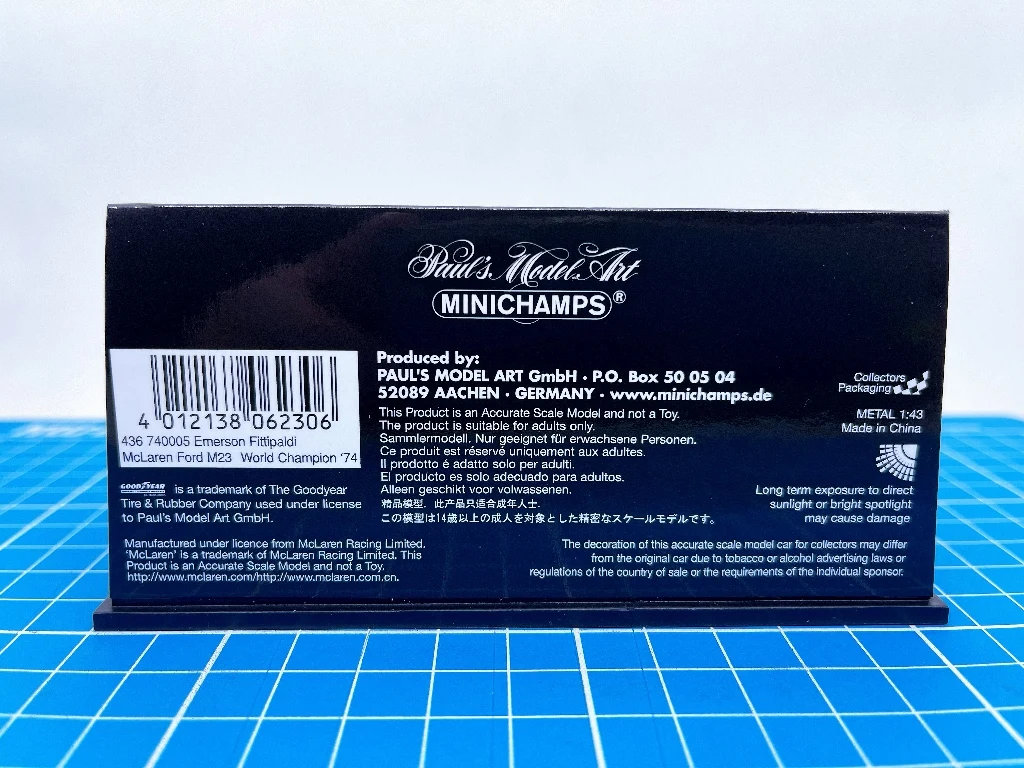 Paul's Model Art
MINICHAMPS®
4 012138 062306
436 740005 Emerson Fittipaldi
McLaren Ford M23 World Champion '74
Produced by:
PAUL'S MODEL ART GmbH · P.O. Box 50 05 04
52089 AACHEN · GERMANY · www.minichamps.de
This Product is an Accurate Scale Model and not a Toy.
The product is suitable for adults only.
Sammlermodell. Nur geeignet für erwachsene Personen.
Ce produit est réservé uniquement aux adultes.
Il prodotto é adatto solo per adulti.
El producto es solo adecuado para adultos.
Alleen geschikt voor volwassenen.
精品模型．此产品只适合成年人士．
この模型は14歳以上の成人を対象とした精密なスケールモデルです。
Collectors
Packaging
METAL 1:43
Made in China
Long term exposure to direct
sunlight or bright spotlight
may cause damage
GOODYEAR is a trademark of The Goodyear
Tire & Rubber Company used under license
to Paul's Model Art GmbH.
Manufactured under licence from McLaren Racing Limited.
'McLaren' is a trademark of McLaren Racing Limited. This
Product is an Accurate Scale Model and not a Toy.
http://www.mclaren.com/http://www.mclaren.com.cn.
The decoration of this accurate scale model car for collectors may differ
from the original car due to tobacco or alcohol advertising laws or
regulations of the country of sale or the requirements of the individual sponsor.